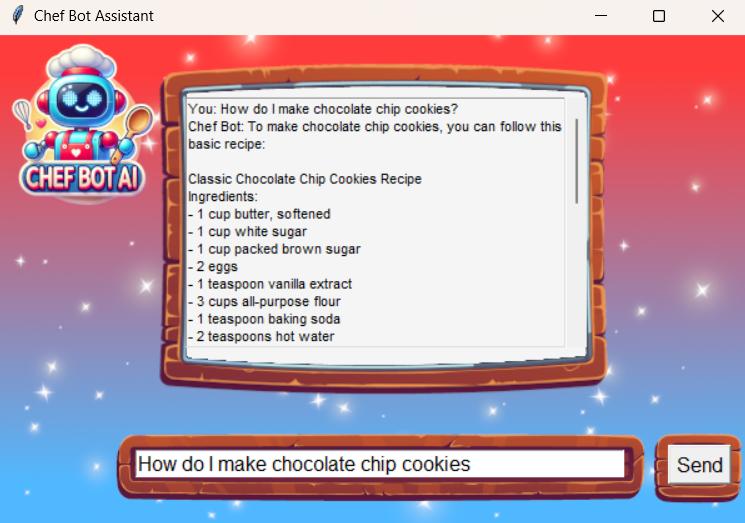 Chef Bot Assistant
CHEF BOT AI
You: How do I make chocolate chip cookies?
Chef Bot: To make chocolate chip cookies, you can follow this
basic recipe:
Classic Chocolate Chip Cookies Recipe
Ingredients:
- 1 cup butter, softened
- 1 cup white sugar
- 1 cup packed brown sugar
- 2 eggs
- 1 teaspoon vanilla extract
- 3 cups all-purpose flour
- 1 teaspoon baking soda
- 2 teaspoons hot water
How do I make chocolate chip cookies
Send